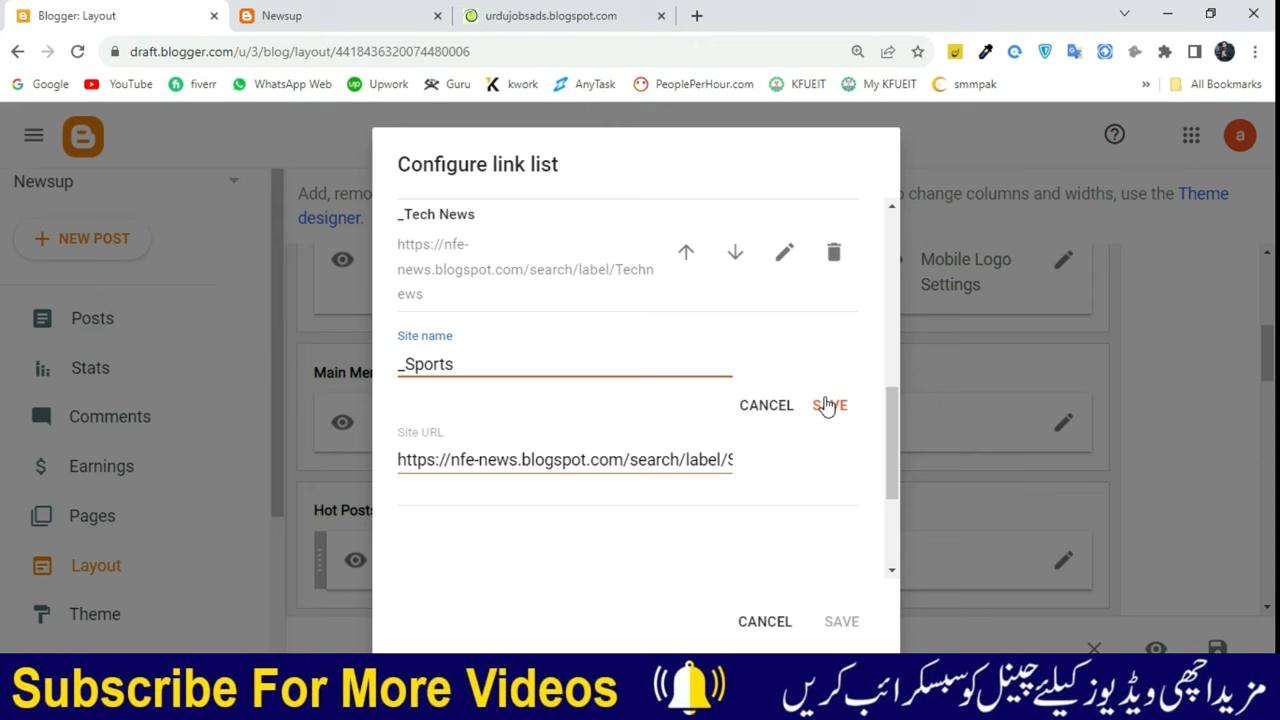 Blogger: Layout
Newsup
urdujobsads.blogspot.com
draft.blogger.com/u/3/blog/layout/4418436320074480006
Google
YouTube
fiverr
WhatsApp Web
Upwork
Guru
kwork
AnyTask
PeoplePerHour.com
KFUEIT
My KFUEIT
smmpak
»
All Bookmarks
Newsup
+ NEW POST
Posts
Stats
Comments
Earnings
Pages
Layout
Theme
a
Add, remo
o change columns and widths, use the Theme
designer.
Mobile Logo
Settings
Main Me
Hot Posts
Configure link list
_Tech News
https://nfe-
news.blogspot.com/search/label/Techn
ews
Site name
_Sports
CANCEL SAVE
Site URL
https://nfe-news.blogspot.com/search/label/S
CANCEL SAVE
Subscribe For More Videos
مزید اچھی ویڈیوز کیلئے چینل کو سبسکرائب کریں